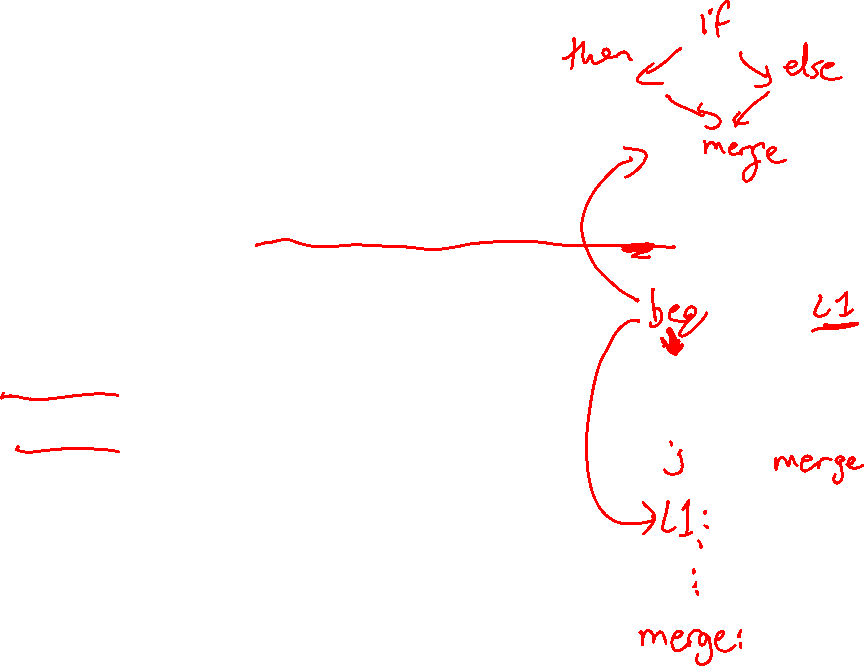 if
then else
merge
beq L1
j merge
L1:
⋮
merge: